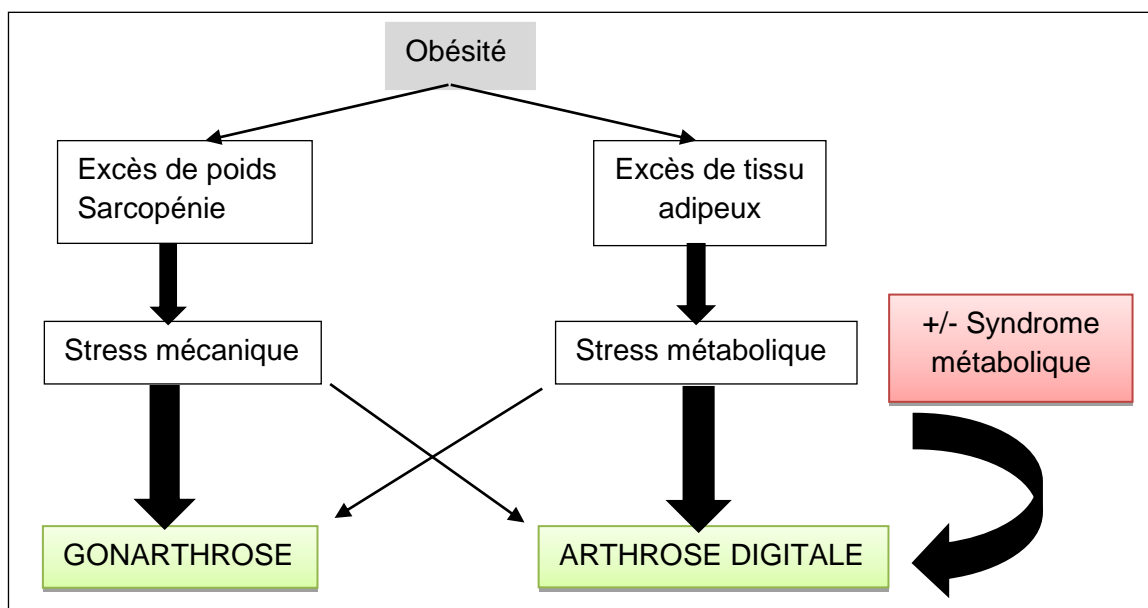 Obésité
Excès de poids
Sarcopénie
Excès de tissu
adipeux
Stress mécanique
Stress métabolique
+/- Syndrome
métabolique
GONARTHROSE
ARTHROSE DIGITALE